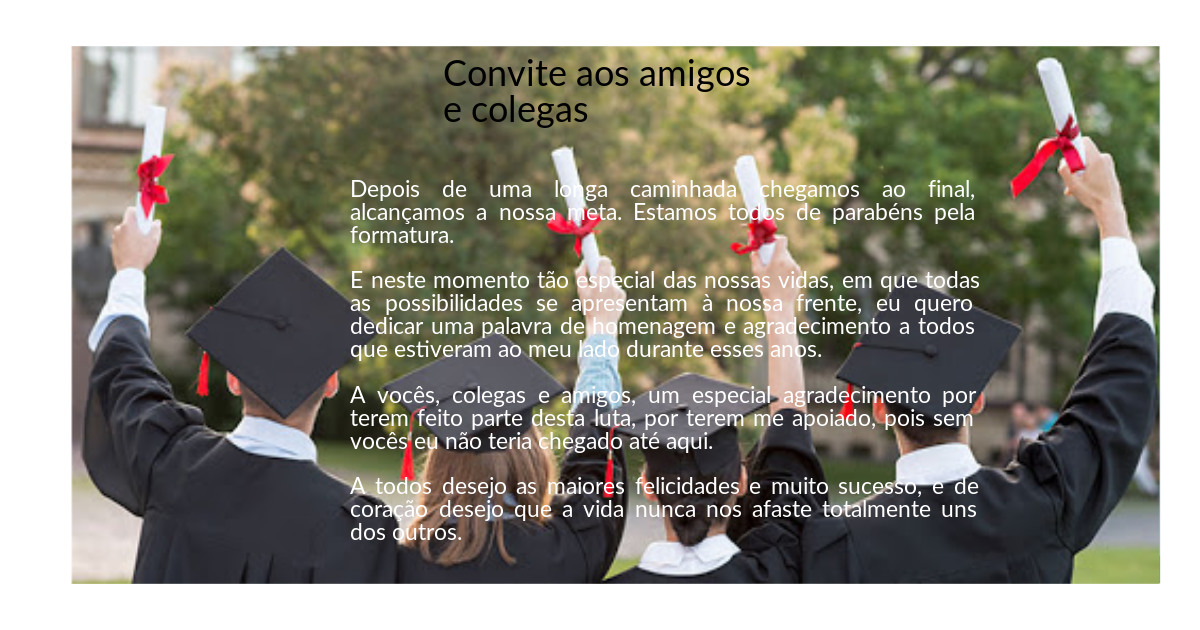 Convite aos amigos
e colegas
Depois de uma longa caminhada chegamos ao final,
alcançamos a nossa meta. Estamos todos de parabéns pela
formatura.
E neste momento tão especial das nossas vidas, em que todas
as possibilidades se apresentam à nossa frente, eu quero
dedicar uma palavra de homenagem e agradecimento a todos
que estiveram ao meu lado durante esses anos.
A vocês, colegas e amigos, um especial agradecimento por
terem feito parte desta luta, por terem me apoiado, pois sem
vocês eu não teria chegado até aqui.
A todos desejo as maiores felicidades e muito sucesso, e de
coração desejo que a vida nunca nos afaste totalmente uns
dos outros.